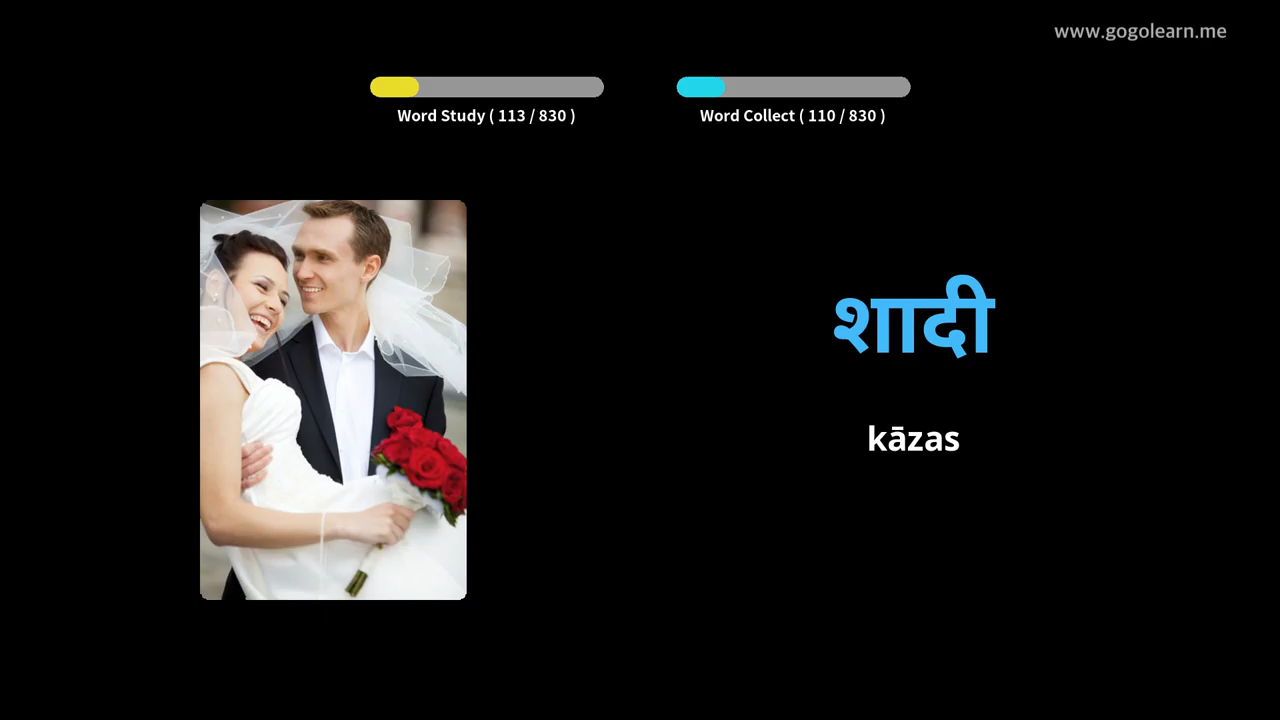 www.gogolearn.me
Word Study ( 113 / 830 )
Word Collect ( 110 / 830 )
शादी
kāzas